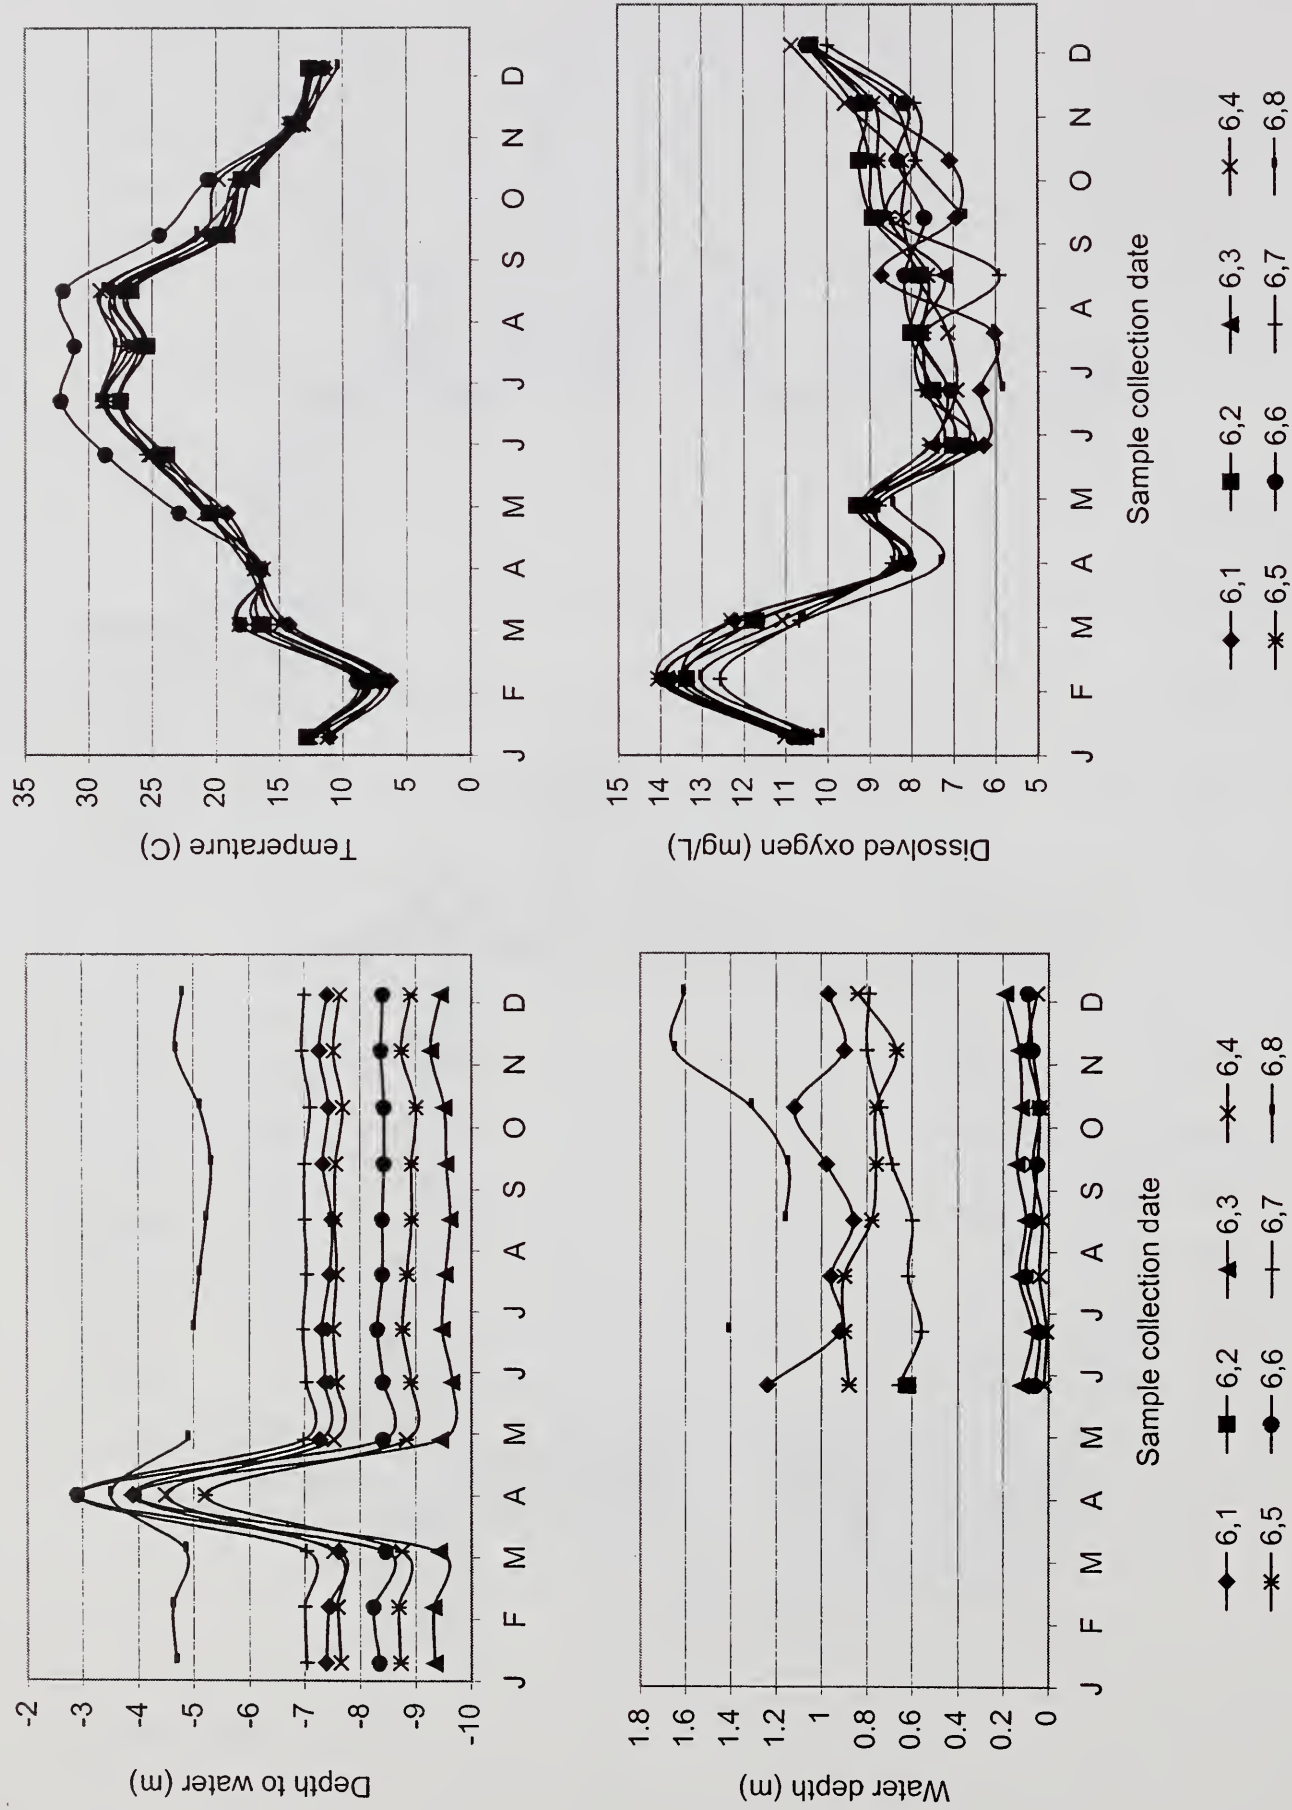 Depth to water (m)
-2
-3
-4
-5
-6
-7
-8
-9
-10
J F M A M J J A S O N D
Temperature (C)
35
30
25
20
15
10
5
0
J F M A M J J A S O N D
Water depth (m)
1.8
1.6
1.4
1.2
1
0.8
0.6
0.4
0.2
0
J F M A M J J A S O N D
Sample collection date
6,1 6,2 6,3 6,4
6,5 6,6 6,7 6,8
Dissolved oxygen (mg/L)
15
14
13
12
11
10
9
8
7
6
5
J F M A M J J A S O N D
Sample collection date
6,1 6,2 6,3 6,4
6,5 6,6 6,7 6,8